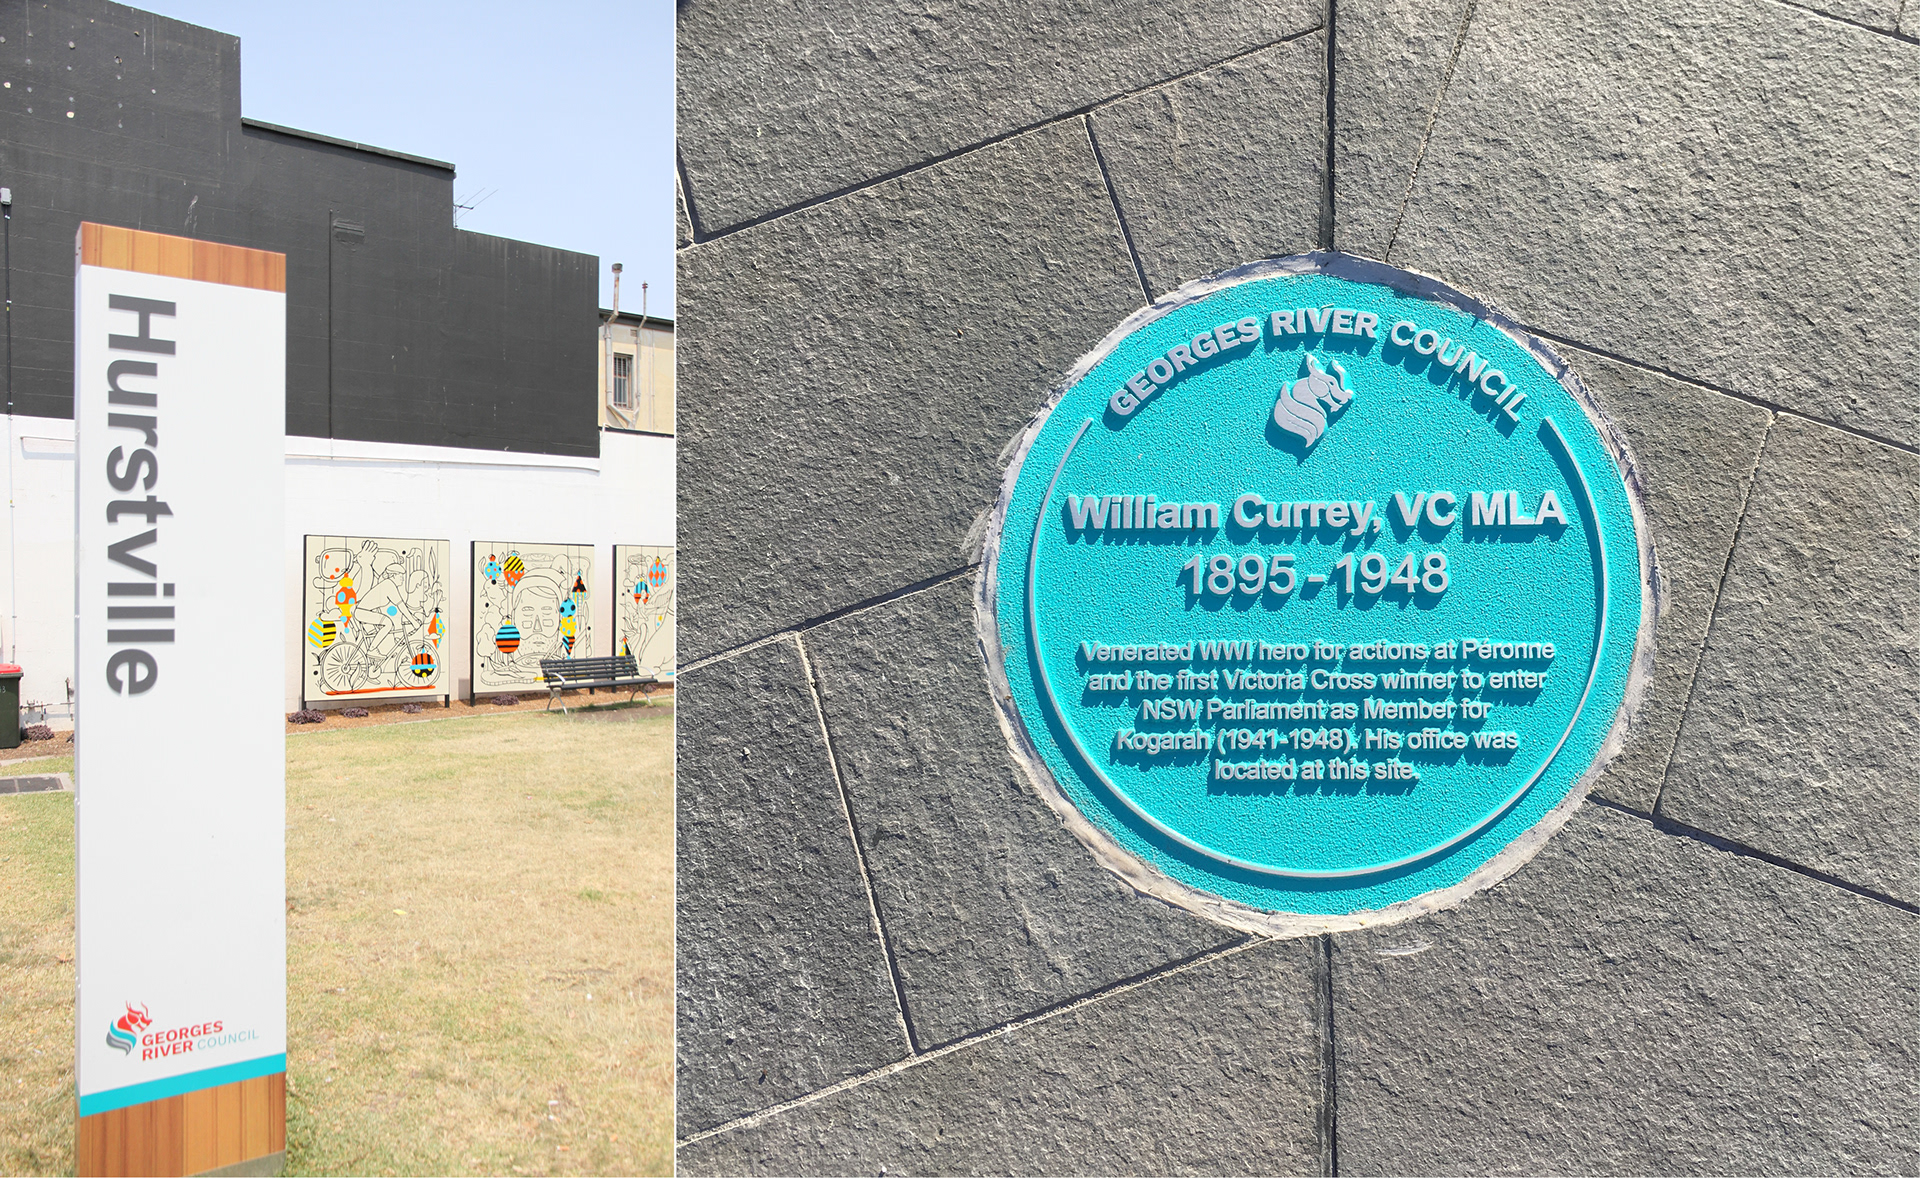 Hurstville
GEORGES
RIVER COUNCIL
GEORGES RIVER COUNCIL
William Currey, VC MLA
1895 - 1948
Venerated WWI hero for actions at Péronne
and the first Victoria Cross winner to enter
NSW Parliament as Member for
Kogarah (1941-1948). His office was
located at this site.